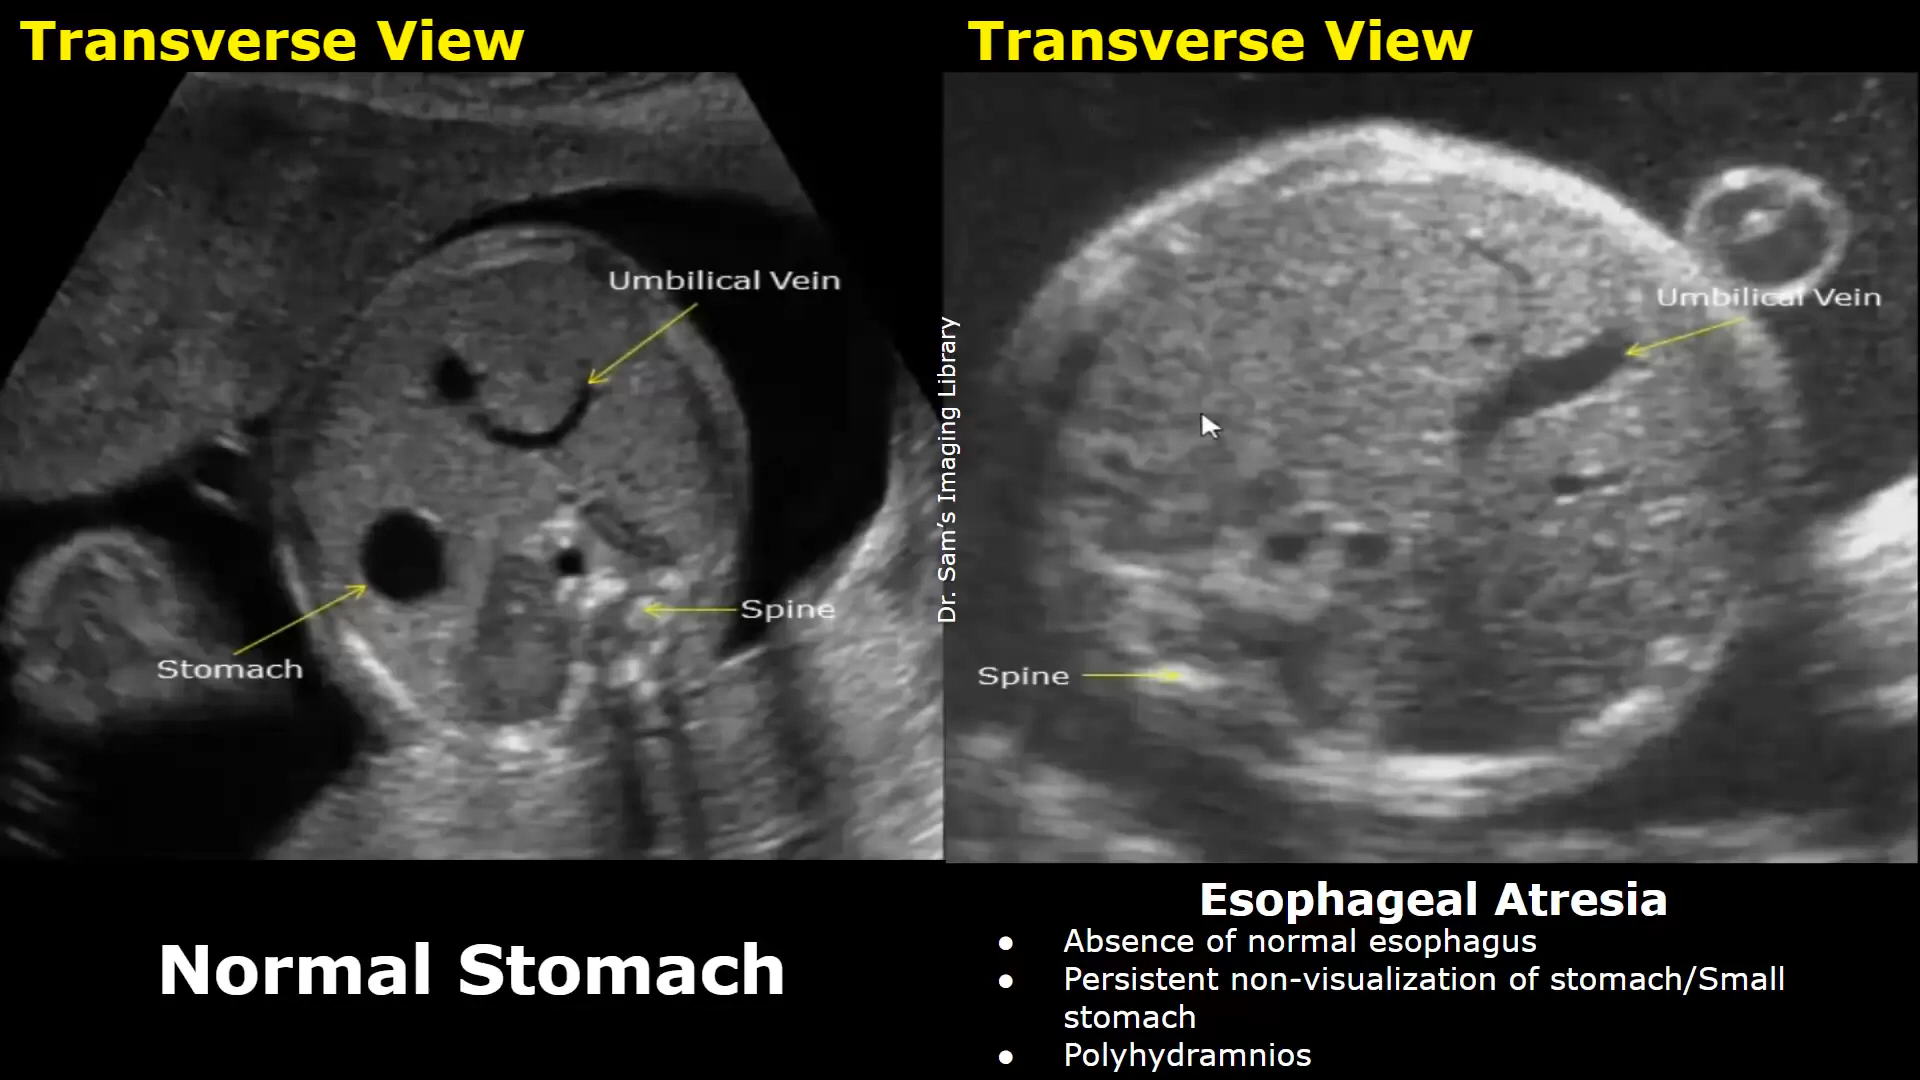 Transverse View
Umbilical Vein
Stomach
Spine
Normal Stomach
Dr. Sam’s Imaging Library
Transverse View
Umbilical Vein
Spine
Esophageal Atresia
● Absence of normal esophagus
● Persistent non-visualization of stomach/Small
stomach
● Polyhydramnios